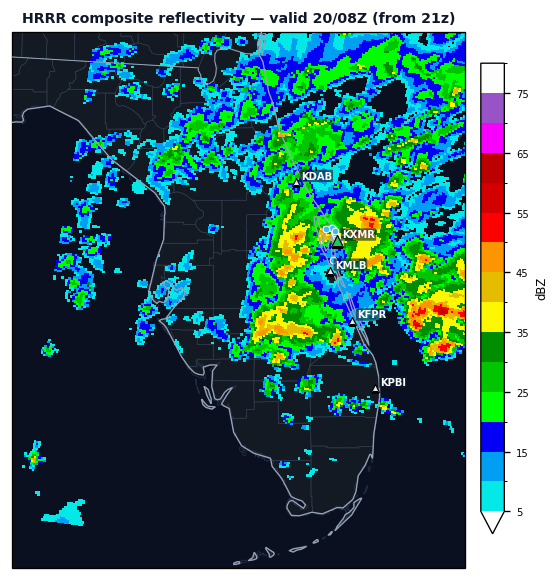 HRRR composite reflectivity — valid 20/08Z (from 21z)
KDAB
KXMR
KMLB
KFPR
KPBI
75
65
55
45
35
25
15
5
dBZ